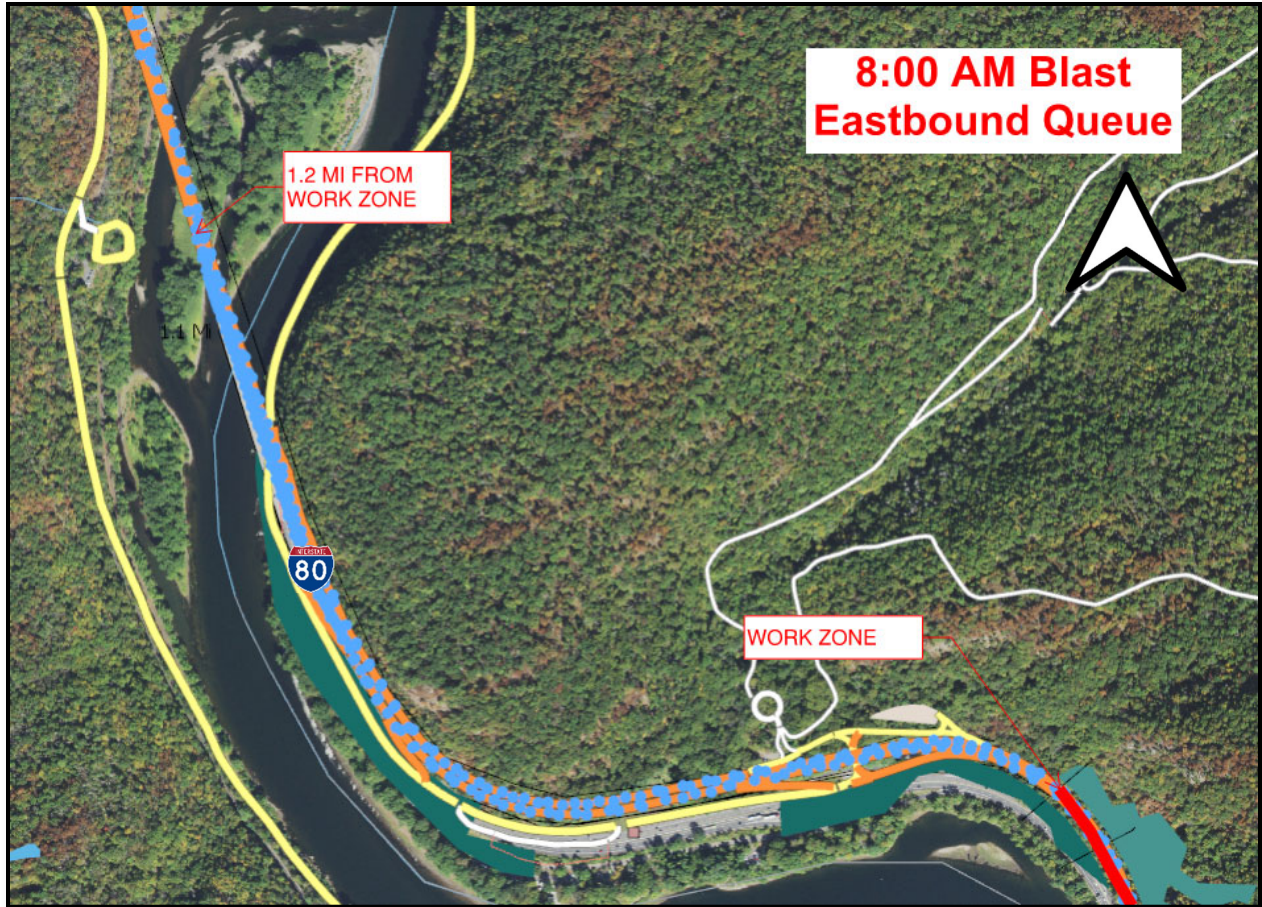 8:00 AM Blast
Eastbound Queue
1.2 MI FROM
WORK ZONE
1.1 Mi
INTERSTATE
80
WORK ZONE